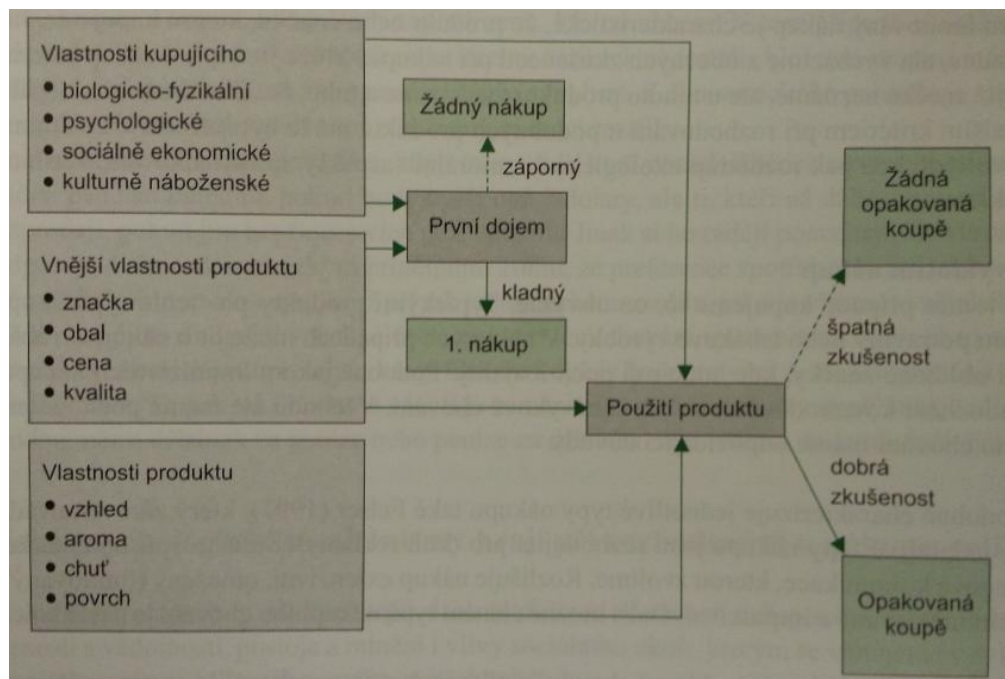 Vlastnosti kupujícího
• biologicko-fyzikální
• psychologické
• sociálně ekonomické
• kulturně náboženské
Vnější vlastnosti produktu
• značka
• obal
• cena
• kvalita
Vlastnosti produktu
• vzhled
• aroma
• chuť
• povrch
Žádný nákup
záporný
První dojem
kladný
1. nákup
Použití produktu
Žádná
opakovaná
koupě
špatná
zkušenost
dobrá
zkušenost
Opakovaná
koupě